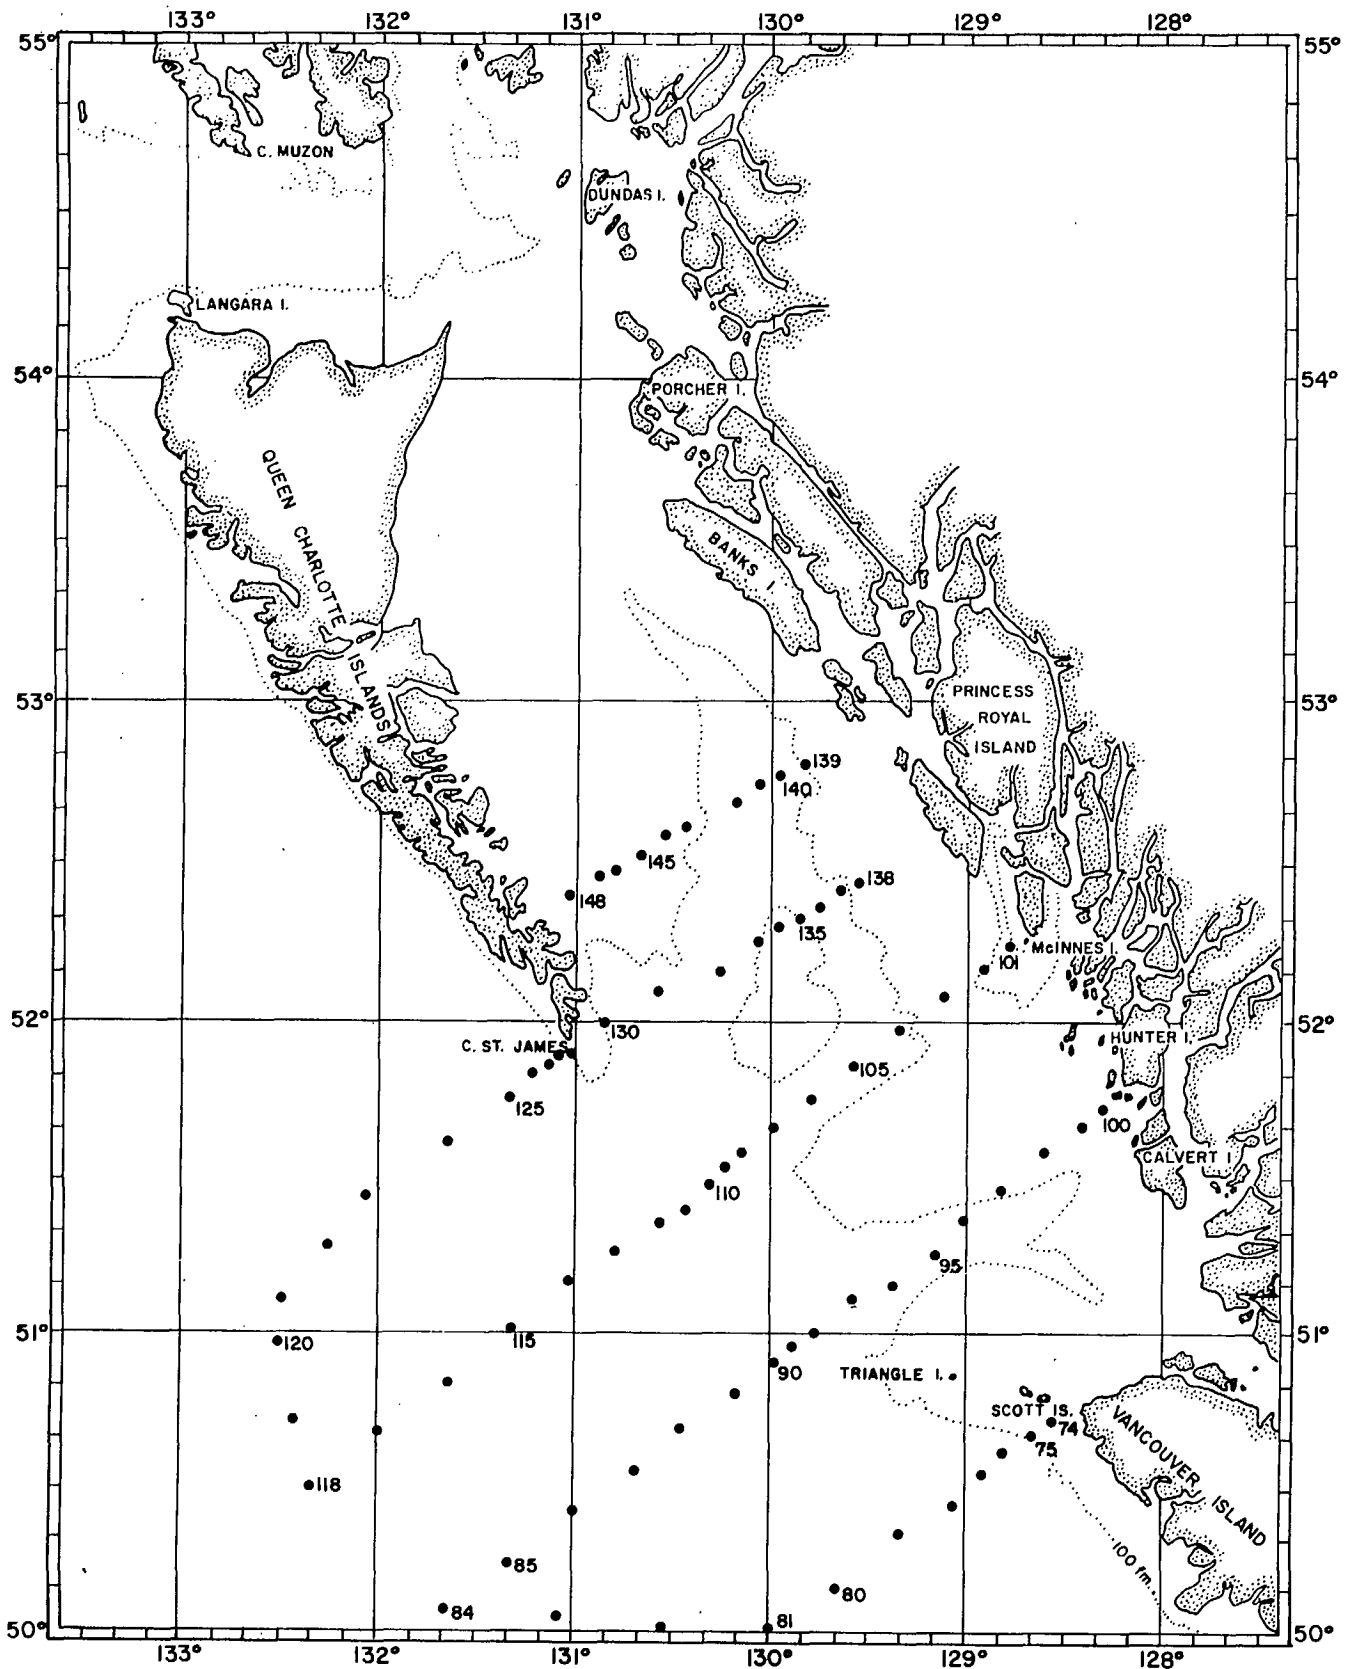 133° 132° 131° 130° 129° 128°
55° 55°
C. MUZON
DUNDAS I.
LANGARA I.
54° 54°
PORCHER I.
QUEEN CHARLOTTE ISLANDS
BANKS I.
53° 53°
PRINCESS
ROYAL
ISLAND
139
140
145
138
148
135
McINNES I.
101
52° 52°
130
C. ST. JAMES
HUNTER I.
105
125
100
CALVERT I
110
95
51° 51°
115
120
90
TRIANGLE I.
SCOTT IS.
74
75
VANCOUVER ISLAND
118
100 fm.
85
80
84
81
50° 50°
133° 132° 131° 130° 129° 128°